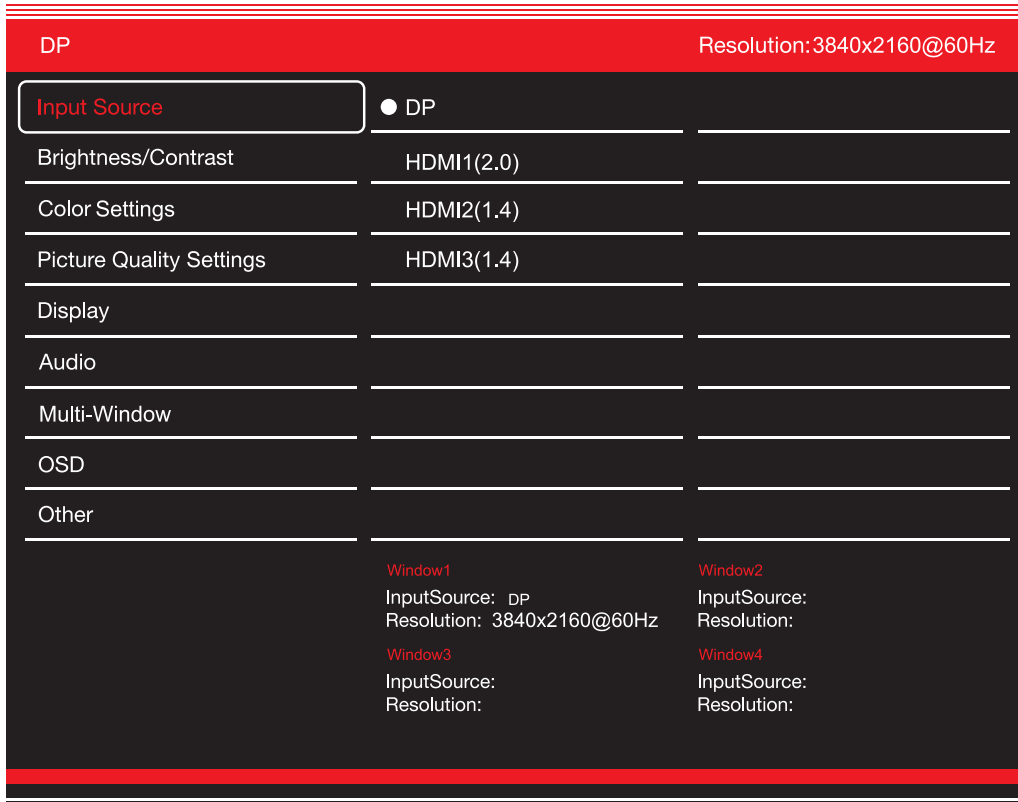 DP
Resolution:3840x2160@60Hz
Input Source
DP
Brightness/Contrast
HDMI1(2.0)
Color Settings
HDMI2(1.4)
Picture Quality Settings
HDMI3(1.4)
Display
Audio
Multi-Window
OSD
Other
Window1
InputSource: DP
Resolution: 3840x2160@60Hz
Window2
InputSource:
Resolution:
Window3
InputSource:
Resolution:
Window4
InputSource:
Resolution: